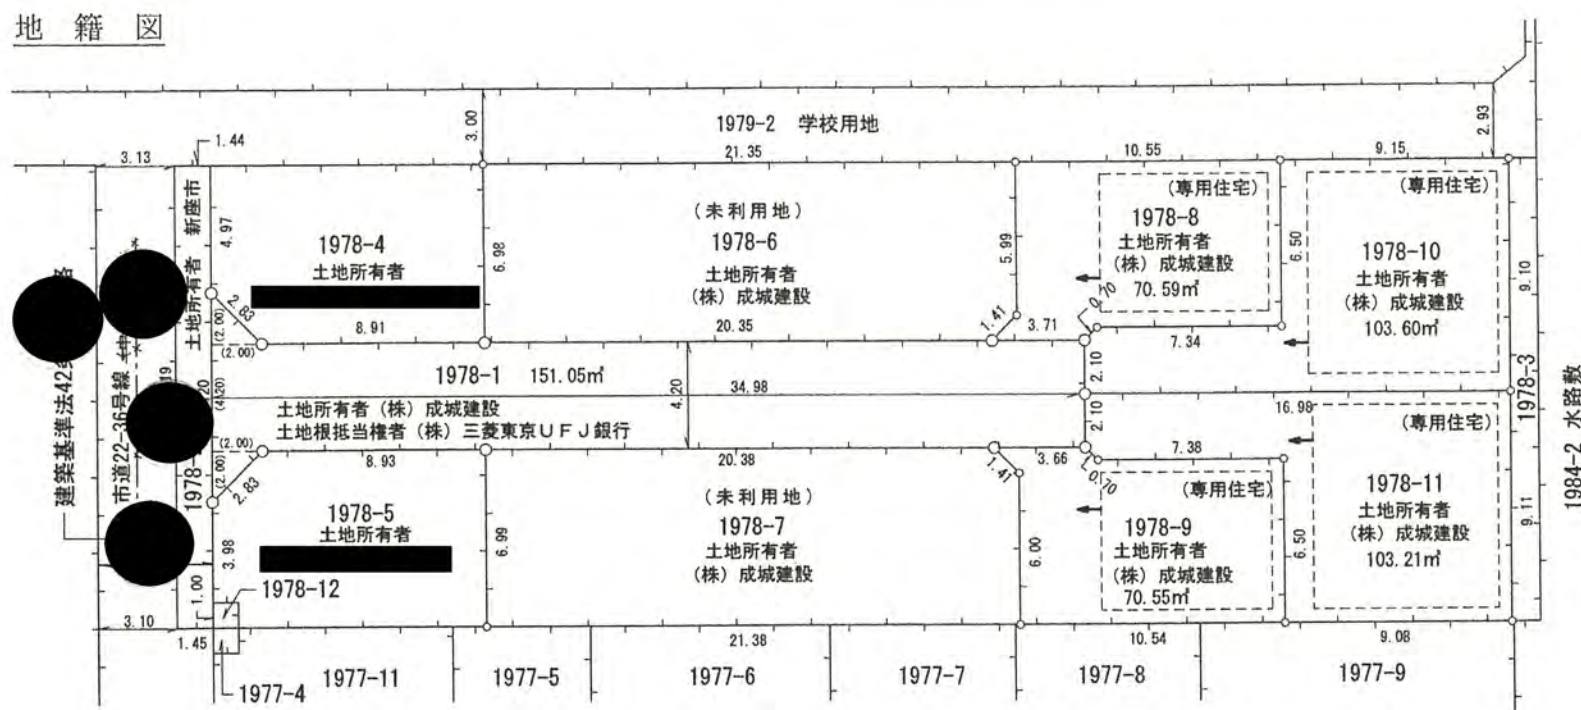 地籍図
1979-2 学校用地
3.00
2.93
1.44
3.13
21.35
10.55
9.15
土地所有者 新座市
4.97
1978-4
土地所有者
6.98
(未利用地)
1978-6
土地所有者
(株)成城建設
5.99
(専用住宅)
1978-8
土地所有者
(株)成城建設
70.59㎡
6.50
(専用住宅)
1978-10
土地所有者
(株)成城建設
103.60㎡
9.10
2.83
(2.00)
(2.00)
8.91
20.35
1.41
3.71
0.70
7.34
1978-1 151.05㎡
4.20
34.98
2.10
2.10
(4.20)
土地所有者(株)成城建設
土地根抵当権者(株)三菱東京UFJ銀行
16.98
1978-3
1984-2 水路敷
(2.00)
(2.00)
2.83
8.93
20.38
1.41
3.66
0.70
7.38
建築基準法42
市道22-36号線
1978-5
土地所有者
3.98
6.99
(未利用地)
1978-7
土地所有者
(株)成城建設
6.00
(専用住宅)
1978-9
土地所有者
(株)成城建設
70.55㎡
6.50
(専用住宅)
1978-11
土地所有者
(株)成城建設
103.21㎡
9.11
1.00
1978-12
3.10
1.45
21.38
10.54
9.08
1977-4
1977-11
1977-5
1977-6
1977-7
1977-8
1977-9